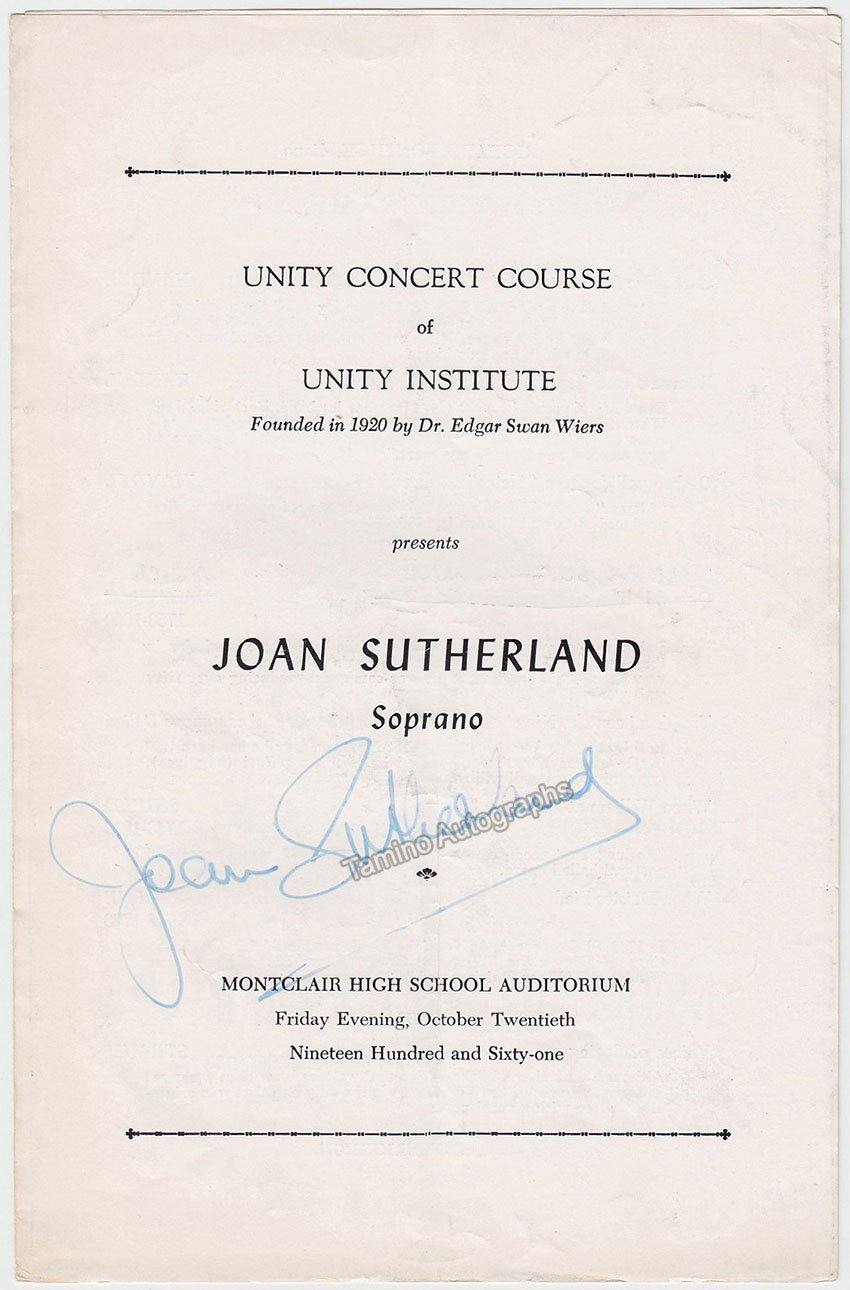 UNITY CONCERT COURSE
of
UNITY INSTITUTE
Founded in 1920 by Dr. Edgar Swan Wiers
presents
JOAN SUTHERLAND
Soprano
Joan Sutherland
Tamino Autographs
MONTCLAIR HIGH SCHOOL AUDITORIUM
Friday Evening, October Twentieth
Nineteen Hundred and Sixty-one